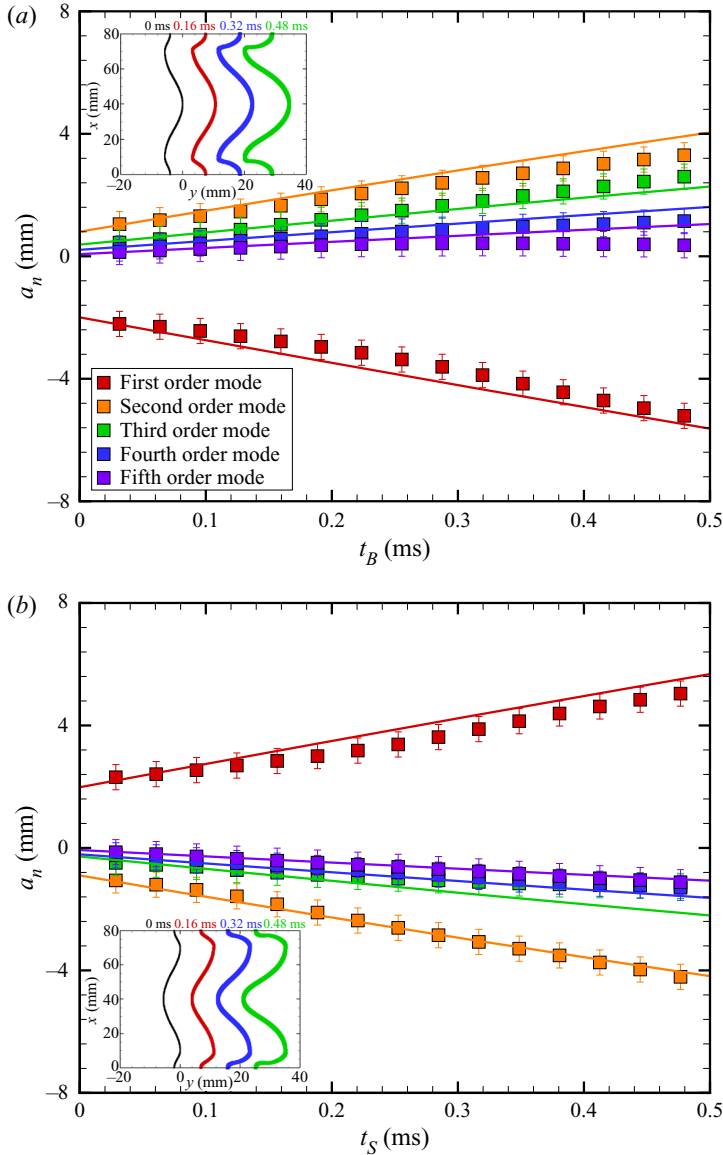 (a)
8
4
0
−4
−8
a_n (mm)
0 ms 0.16 ms 0.32 ms 0.48 ms
80
60
40
20
0
x (mm)
−20 0 20 40
y (mm)
First order mode
Second order mode
Third order mode
Fourth order mode
Fifth order mode
0 0.1 0.2 0.3 0.4 0.5
t_B (ms)
(b)
8
4
0
−4
−8
a_n (mm)
0 ms 0.16 ms 0.32 ms 0.48 ms
80
60
40
20
0
x (mm)
−20 0 20 40
y (mm)
0 0.1 0.2 0.3 0.4 0.5
t_S (ms)